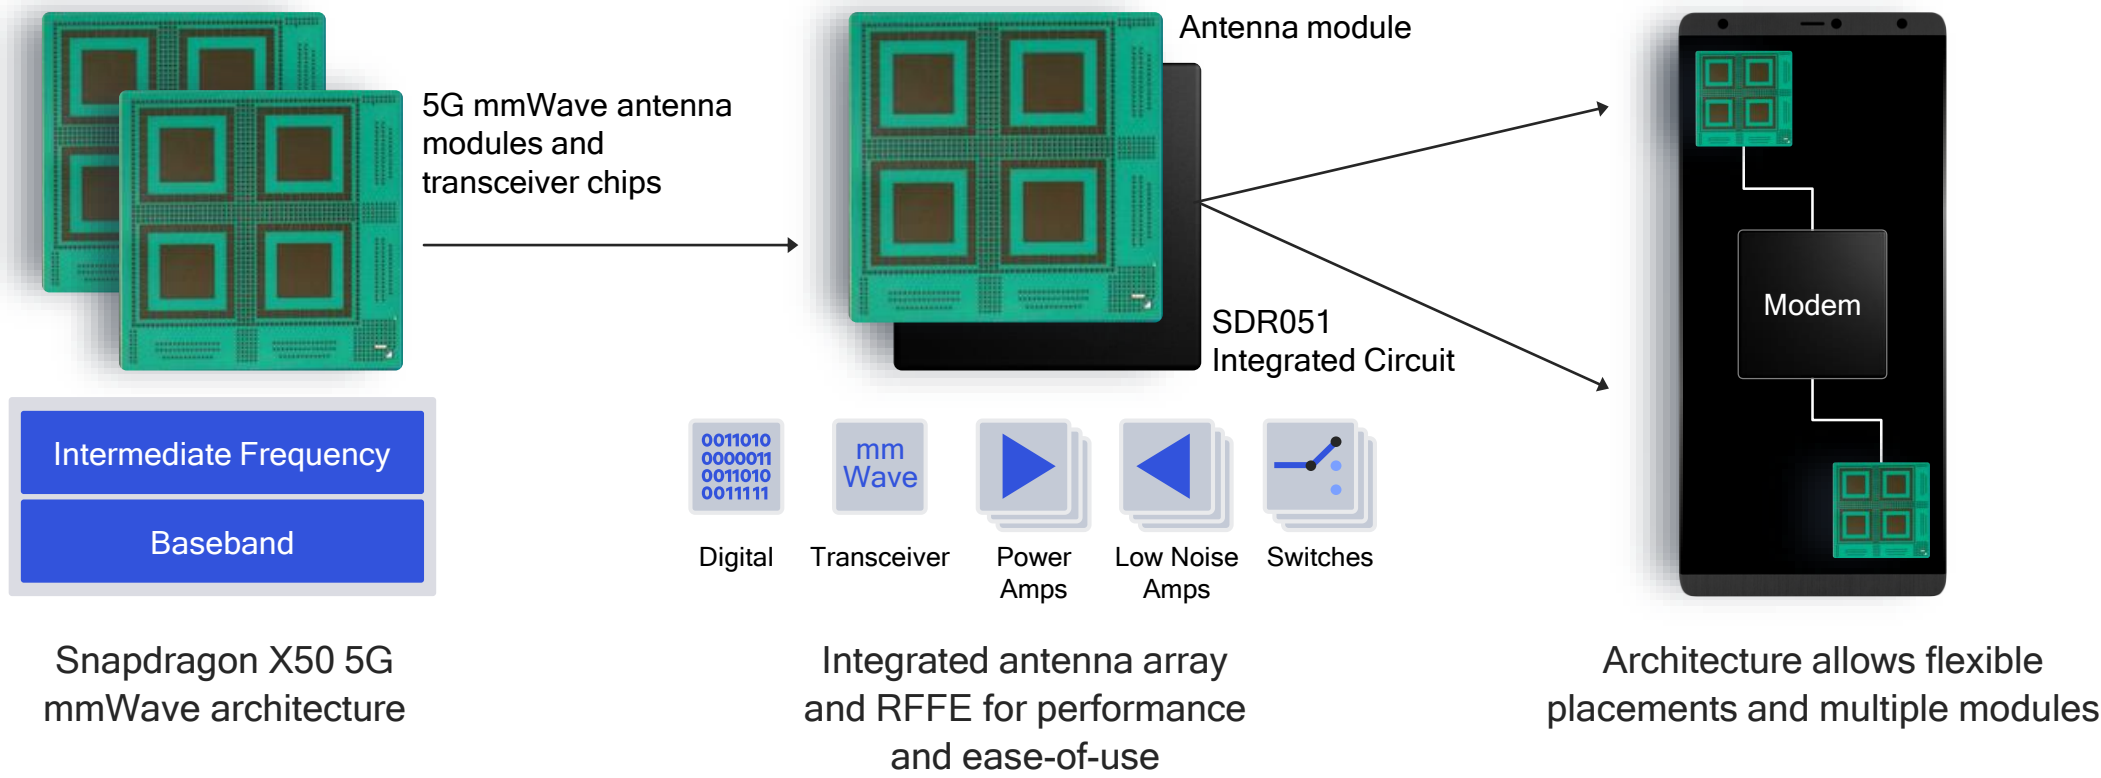 5G mmWave antenna
modules and
transceiver chips
Intermediate Frequency
Baseband
Snapdragon X50 5G
mmWave architecture
Antenna module
SDR051
Integrated Circuit
0011010
0000011
0011010
0011111
mm
Wave
Digital
Transceiver
Power
Amps
Low Noise
Amps
Switches
Integrated antenna array
and RFFE for performance
and ease-of-use
Modem
Architecture allows flexible
placements and multiple modules